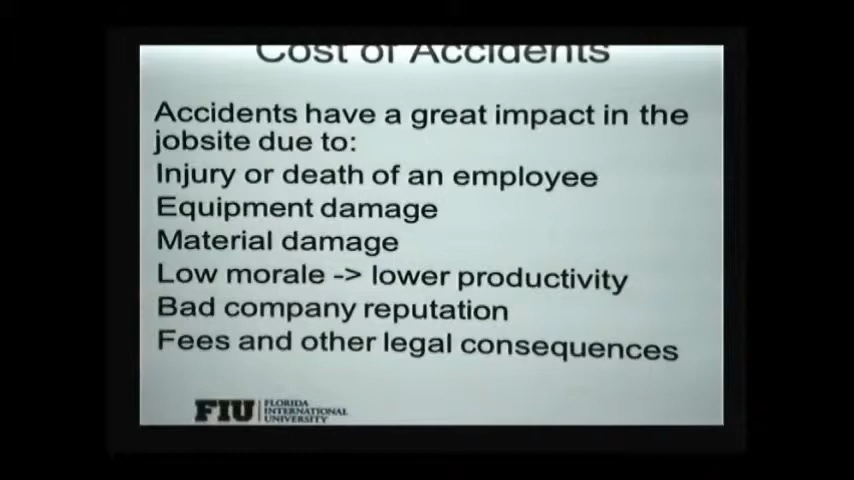 Cost of Accidents
Accidents have a great impact in the
jobsite due to:
Injury or death of an employee
Equipment damage
Material damage
Low morale -> lower productivity
Bad company reputation
Fees and other legal consequences
FIU
FLORIDA
INTERNATIONAL
UNIVERSITY